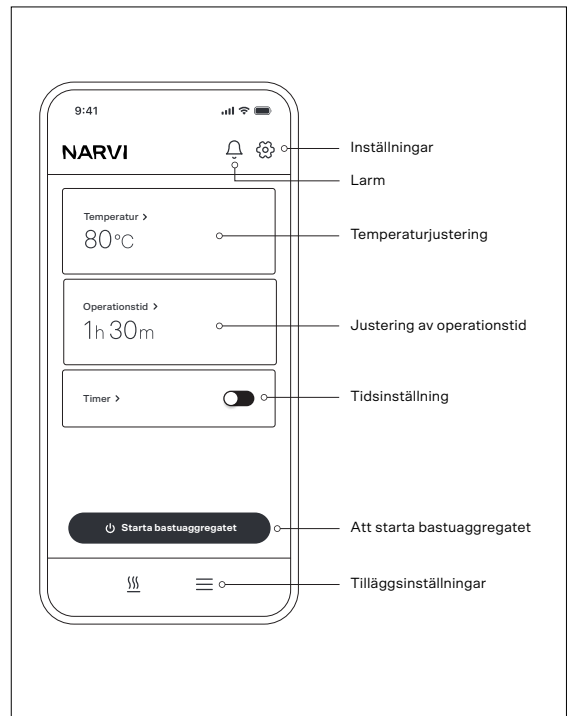 9:41
NARVI
Inställningar
Larm
Temperatur >
80°C
Temperaturjustering
Operationstid >
1h 30m
Justering av operationstid
Timer >
Tidsinställning
Starta bastuaggregatet
Att starta bastuaggregatet
Tilläggsinställningar